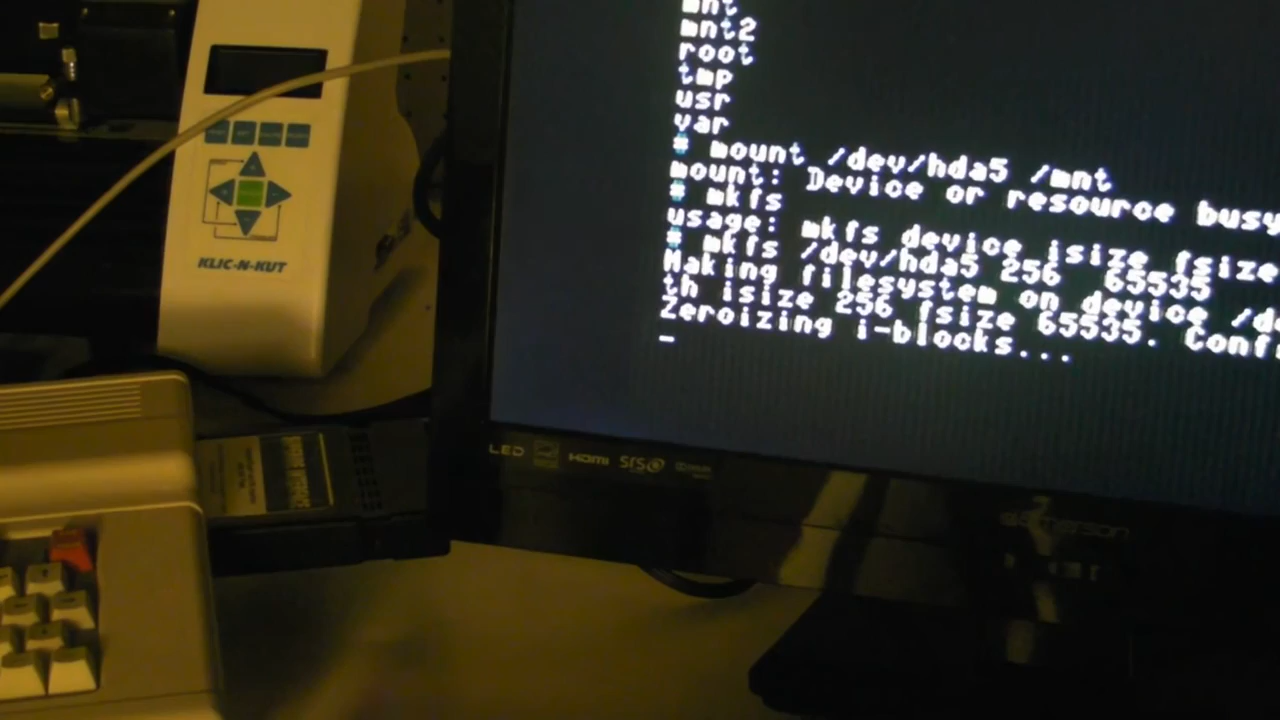 mnt
mnt2
root
tmp
usr
var
# mount /dev/hda5 /mnt
mount: Device or resource busy
# mkfs
usage: mkfs device isize fsize
# mkfs /dev/hda5 256 65535
Making filesystem on device /d
th isize 256 fsize 65535. Conf
Zeroizing i-blocks...
KLIC-N-KUT
LED
HDMI
SRS
emerson